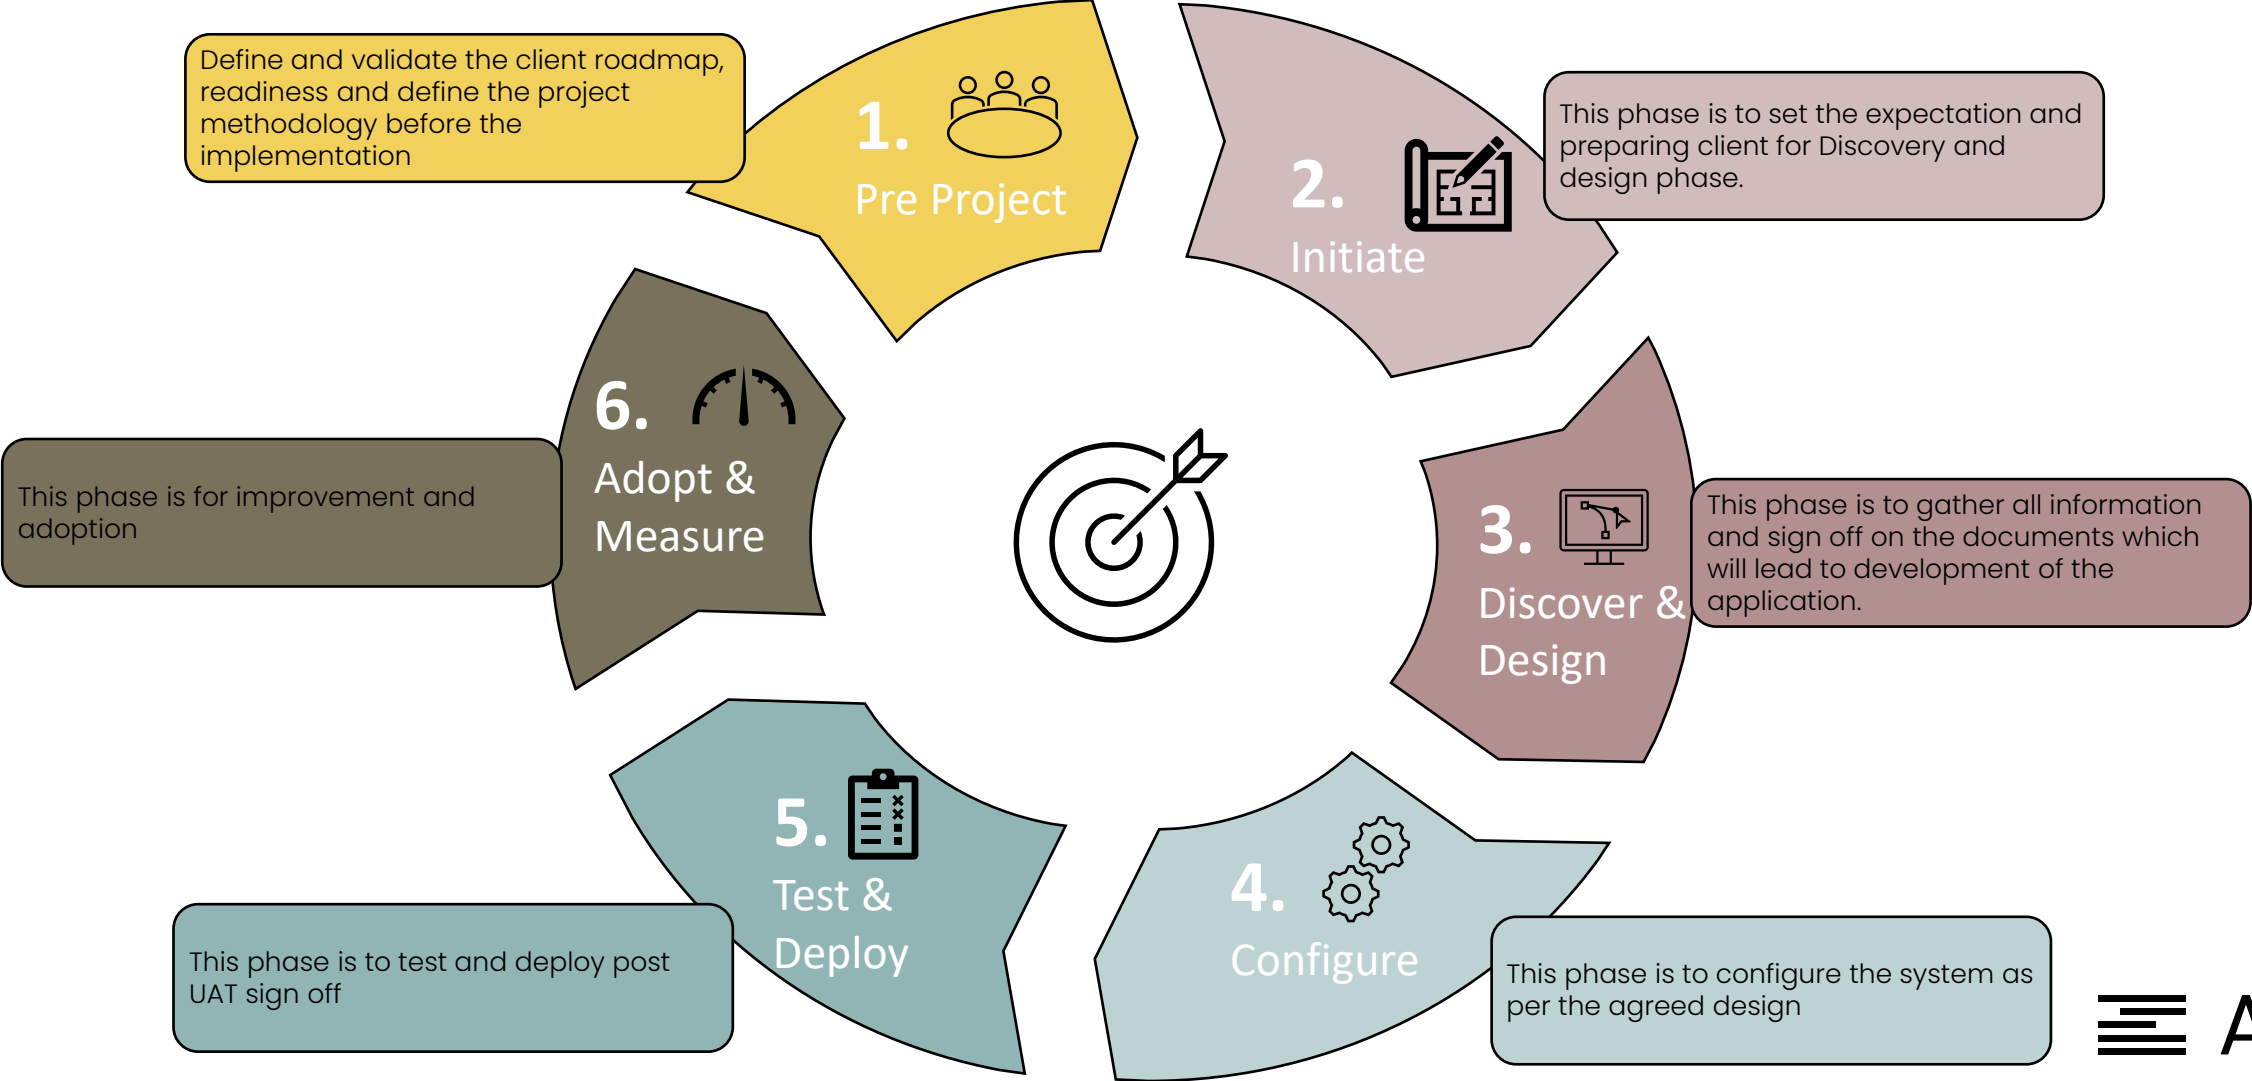 Define and validate the client roadmap,
readiness and define the project
methodology before the
implementation
1.
Pre Project
This phase is to set the expectation and
preparing client for Discovery and
design phase.
2.
Initiate
6.
Adopt &
Measure
This phase is for improvement and
adoption
3.
Discover &
Design
This phase is to gather all information
and sign off on the documents which
will lead to development of the
application.
5.
Test &
Deploy
This phase is to test and deploy post
UAT sign off
4.
Configure
This phase is to configure the system as
per the agreed design